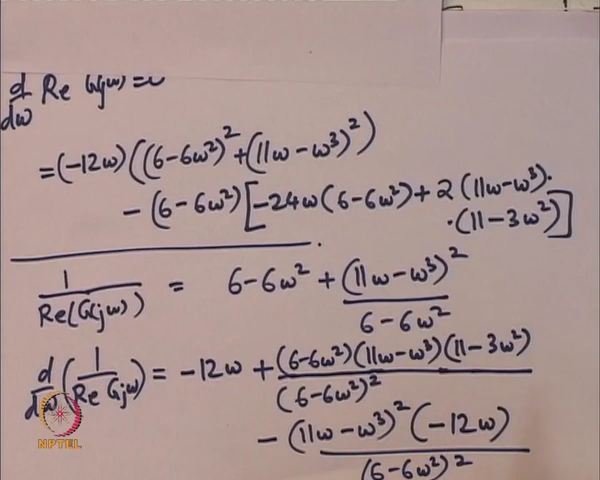 d/dω Re G(jω) = 0
= (-12ω)((6-6ω²)² + (11ω-ω³)²)
- (6-6ω²)[-24ω(6-6ω²) + 2(11ω-ω³)·
·(11-3ω²)]
1/Re(G(jω)) = 6-6ω² + (11ω-ω³)²/(6-6ω²)
d/dω (1/Re G(jω)) = -12ω + (6-6ω²)(11ω-ω³)(11-3ω²)/(6-6ω²)²
- (11ω-ω³)²(-12ω)/(6-6ω²)²
NPTEL